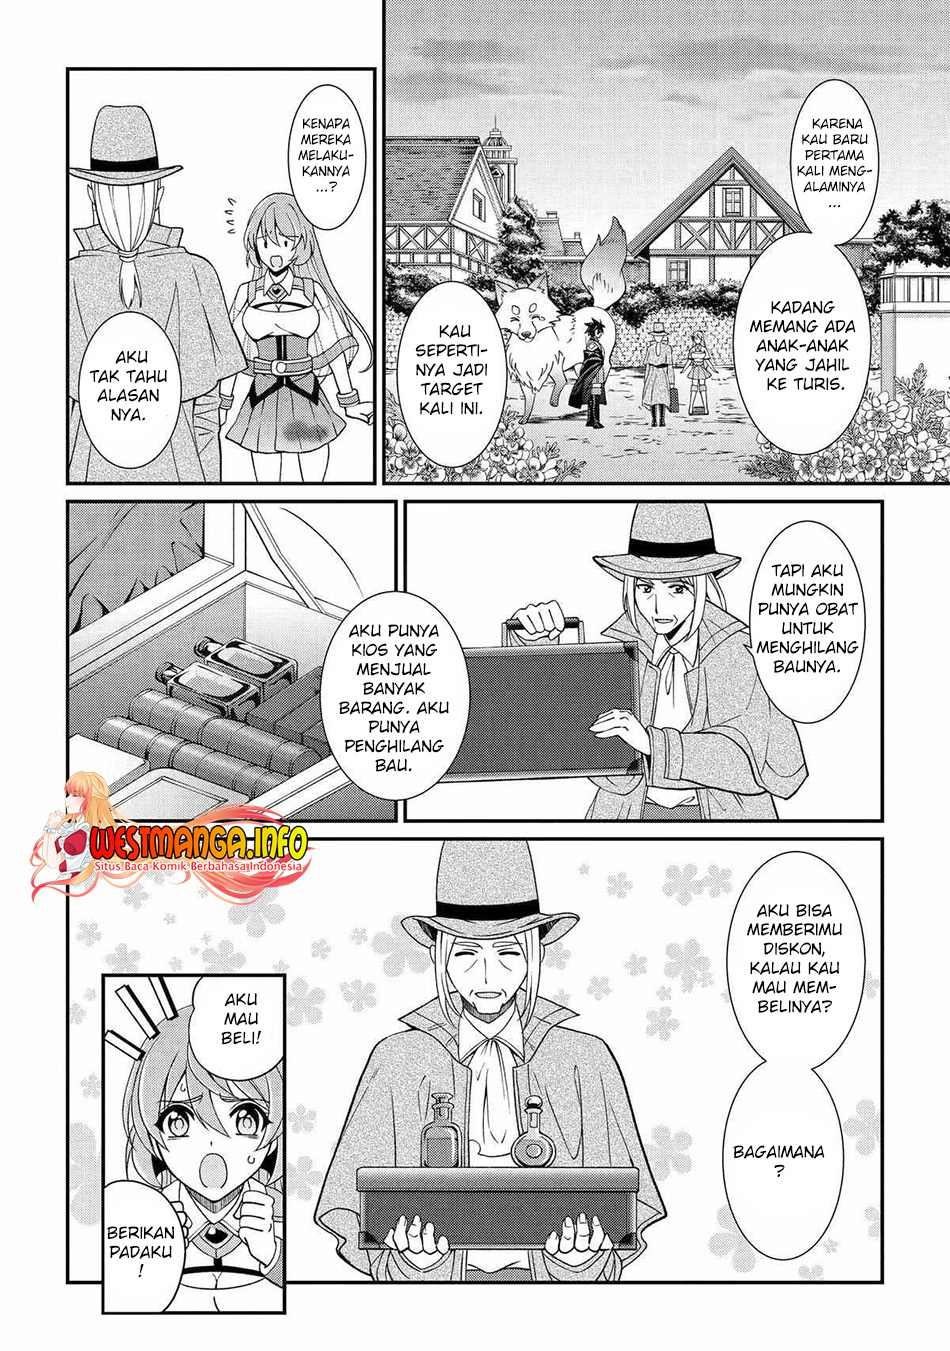 KARENA
KAU BARU
PERTAMA
KALI MENG-
ALAMINYA
...
KADANG
MEMANG ADA
ANAK-ANAK
YANG JAHIL
KE TURIS.
KAU
SEPERTI-
NYA JADI
TARGET
KALI INI.
KENAPA
MEREKA
MELAKU-
KANNYA
...?
AKU
TAK TAHU
ALASAN
NYA.
TAPI AKU
MUNGKIN
PUNYA OBAT
UNTUK
MENGHILANG
BAUNYA.
AKU PUNYA
KIOS YANG
MENJUAL
BANYAK
BARANG. AKU
PUNYA
PENGHILANG
BAU.
WESTMANGA.INFO
Situs Baca Komik Berbahasa Indonesia
AKU BISA
MEMBERIMU
DISKON,
KALAU KAU
MAU MEM-
BELINYA?
BAGAIMANA
?
AKU
MAU
BELI!
BERIKAN
PADAKU
!